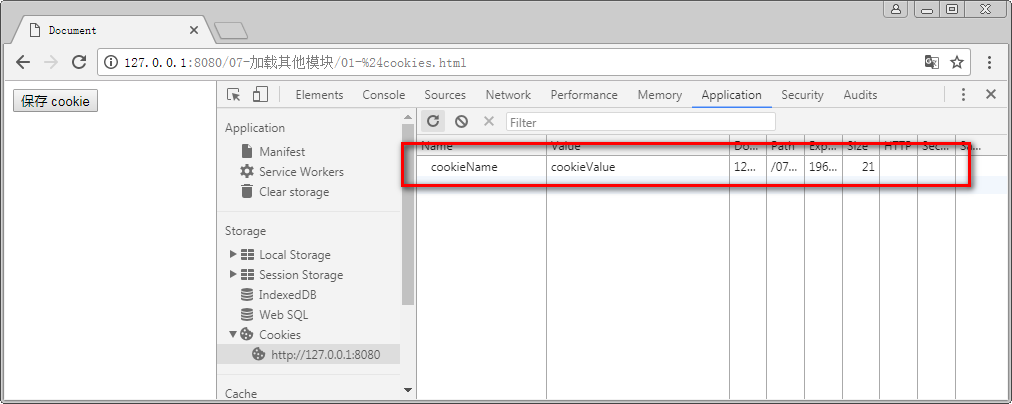 Document
127.0.0.1:8080/07-加载其他模块/01-%24cookies.html
保存 cookie
Elements Console Sources Network Performance Memory Application Security Audits
Filter
Application
Manifest
Service Workers
Clear storage
Storage
Local Storage
Session Storage
IndexedDB
Web SQL
Cookies
http://127.0.0.1:8080
Cache
Name Value Do... Path Exp... Size HTTP Sec... Sa...
cookieName cookieValue 12... /07... 196... 21